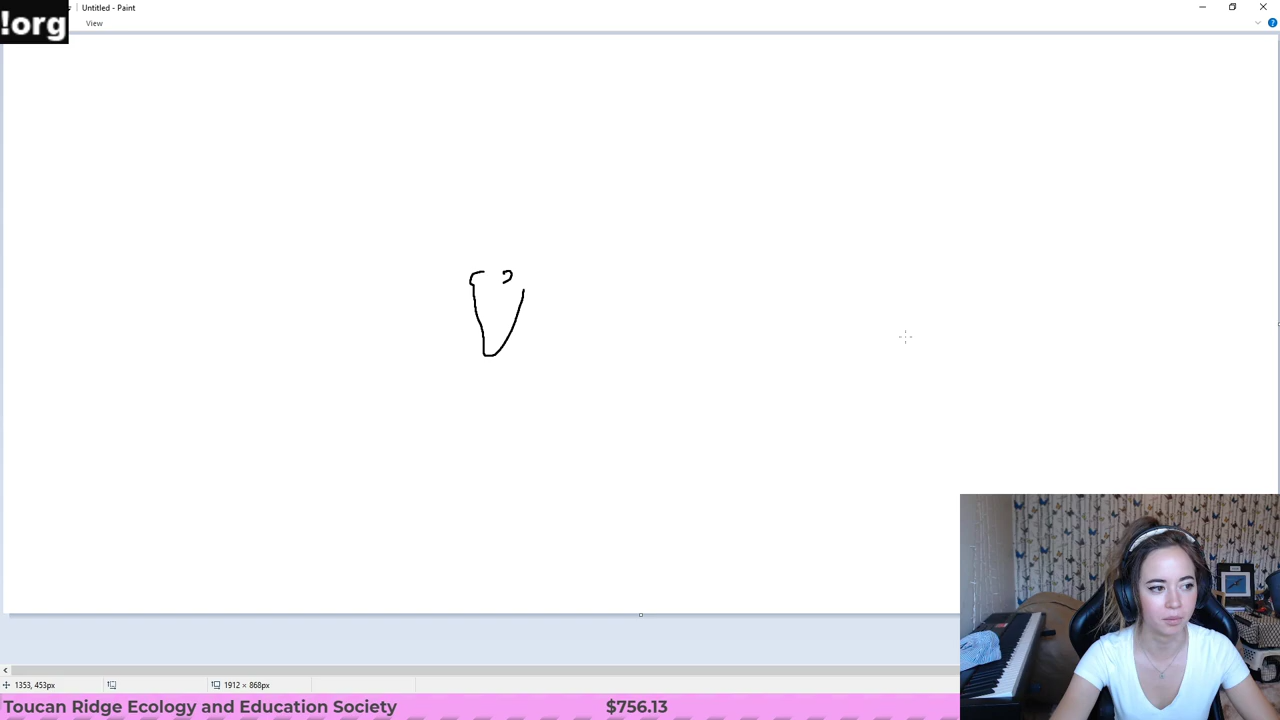 !org
Untitled - Paint
View
1353, 453px
1912 × 868px
Toucan Ridge Ecology and Education Society
$756.13